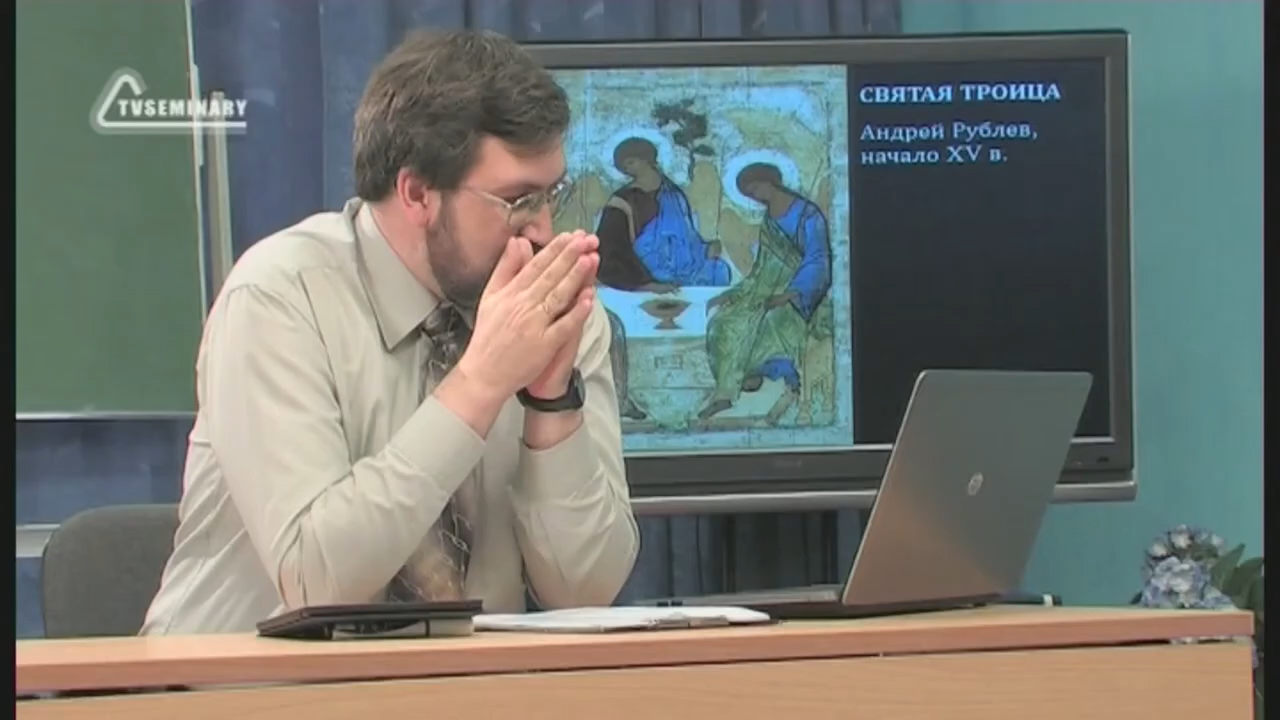 TVSEMINARY
СВЯТАЯ ТРОИЦА
Андрей Рублев,
начало XV в.